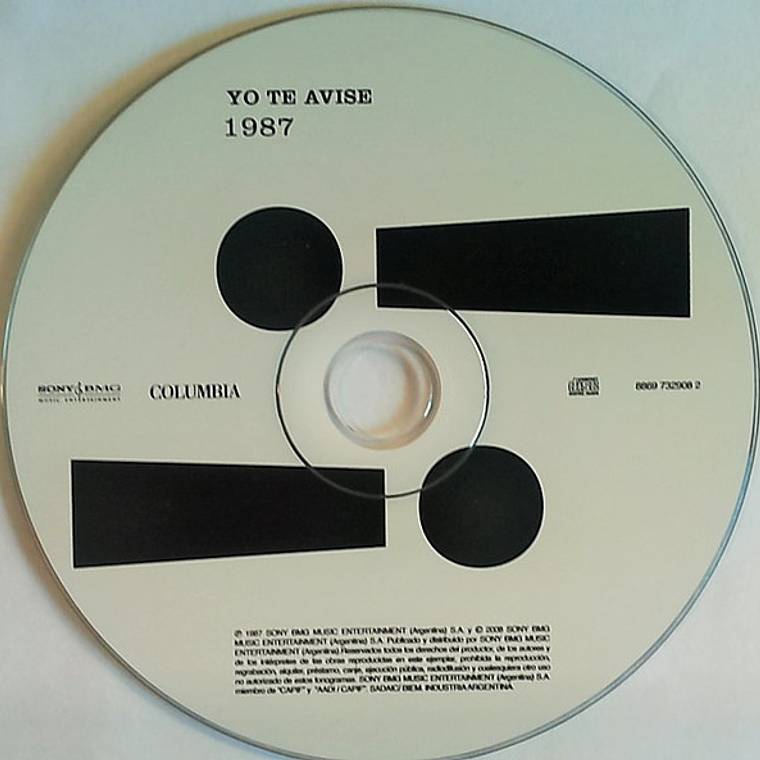 YO TE AVISE
1987
SONY BMG
MUSIC ENTERTAINMENT
COLUMBIA
8869 732908 2
℗ 1987 SONY BMG MUSIC ENTERTAINMENT (Argentina) S.A. y © 2008 SONY BMG
MUSIC ENTERTAINMENT (Argentina) S.A. Publicado y distribuido por SONY BMG MUSIC
ENTERTAINMENT (Argentina).Reservados todos los derechos del productor, de los autores y
de los intérpretes de las obras reproducidas en este ejemplar, prohibida la reproducción,
regrabación, alquiler, préstamo, canje, ejecución pública, radiodifusión y cualesquiera otro uso
no autorizado de estos fonogramas. SONY BMG MUSIC ENTERTAINMENT (Argentina) S.A
miembro de "CAPIF" y "AADI / CAPIF". SADAIC/ BIEM. INDUSTRIA ARGENTINA